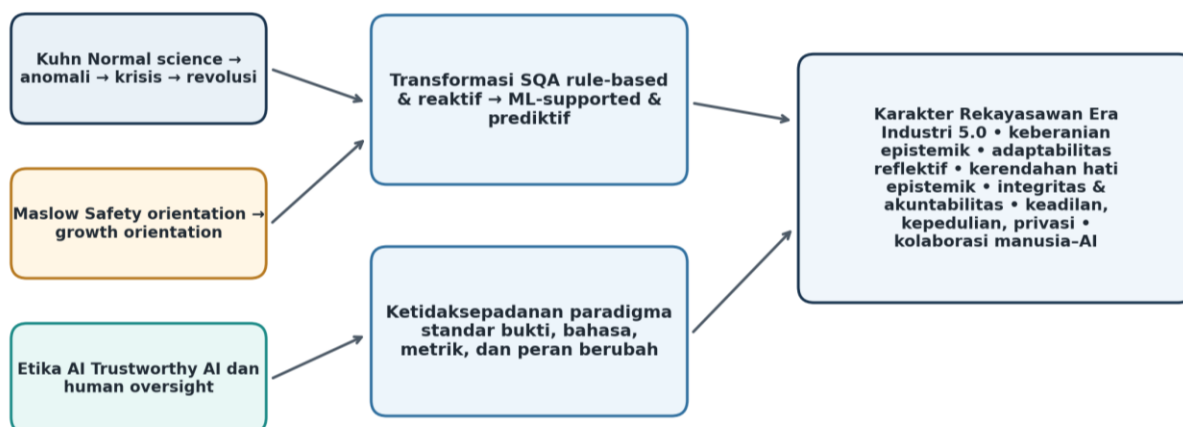 Kuhn Normal science →
anomali → krisis → revolusi
Maslow Safety orientation →
growth orientation
Etika AI Trustworthy AI dan
human oversight
Transformasi SQA rule-based
& reaktif → ML-supported &
prediktif
Ketidaksepadanan paradigma
standar bukti, bahasa,
metrik, dan peran berubah
Karakter Rekayasawan Era
Industri 5.0 • keberanian
epistemik • adaptabilitas
reflektif • kerendahan hati
epistemik • integritas &
akuntabilitas • keadilan,
kepedulian, privasi •
kolaborasi manusia–AI